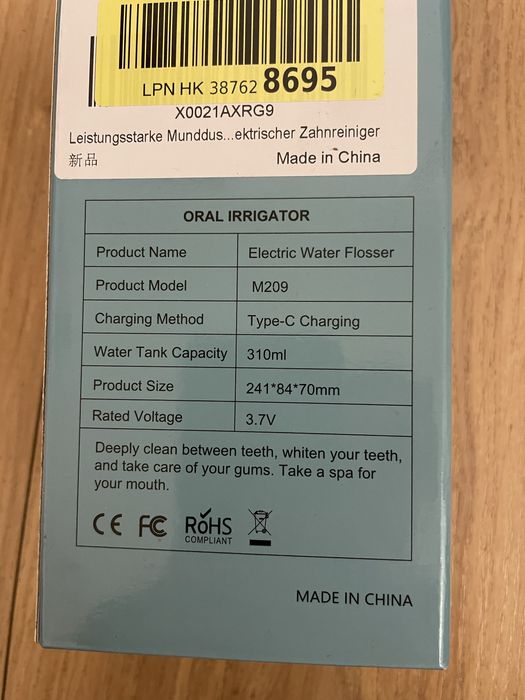 LPN HK 38762 8695
X0021AXRG9
Leistungsstarke Munddus...ektrischer Zahnreiniger
新品 Made in China
ORAL IRRIGATOR
Product Name Electric Water Flosser
Product Model M209
Charging Method Type-C Charging
Water Tank Capacity 310ml
Product Size 241*84*70mm
Rated Voltage 3.7V
Deeply clean between teeth, whiten your teeth,
and take care of your gums. Take a spa for
your mouth.
CE FC RoHS
COMPLIANT
MADE IN CHINA